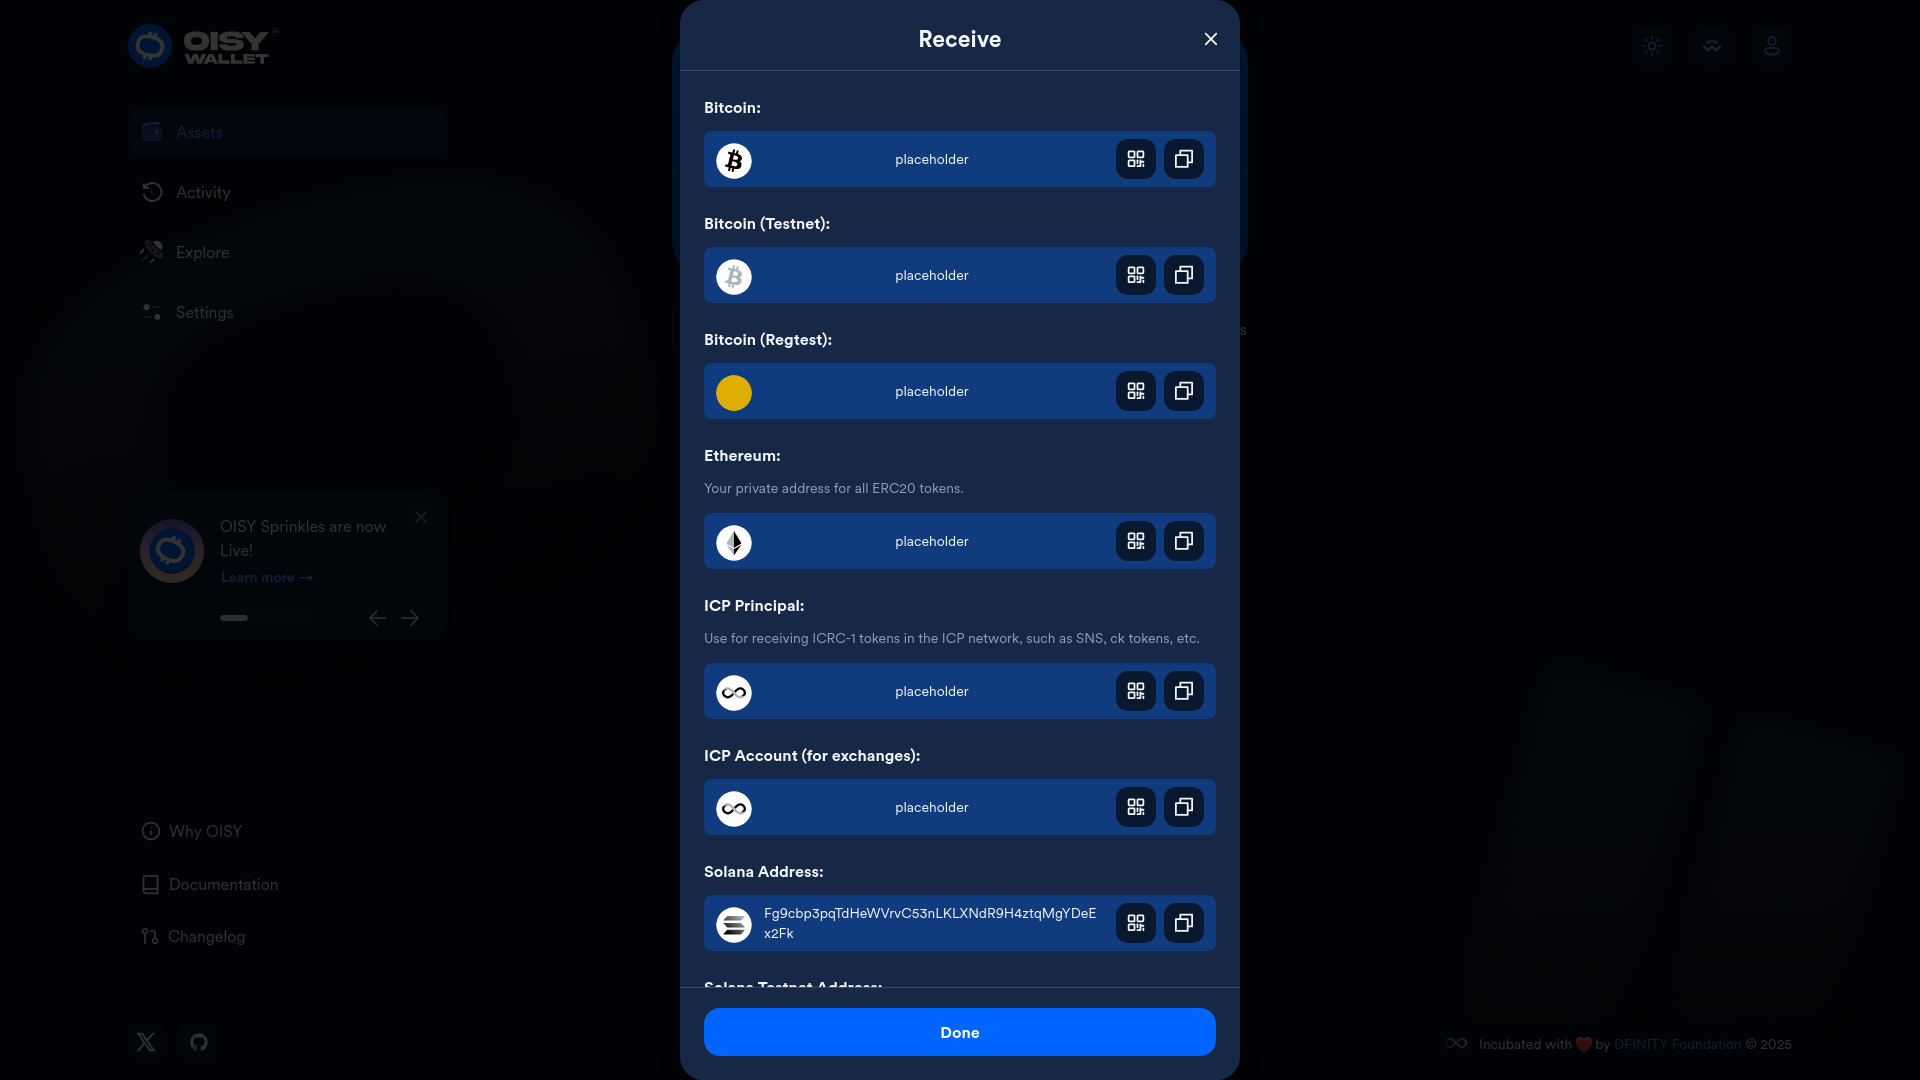 OISY
WALLET
Assets
Activity
Explore
Settings
OISY Sprinkles are now
Live!
Learn more →
Why OISY
Documentation
Changelog
Receive
Bitcoin:
placeholder
Bitcoin (Testnet):
placeholder
Bitcoin (Regtest):
placeholder
Ethereum:
Your private address for all ERC20 tokens.
placeholder
ICP Principal:
Use for receiving ICRC-1 tokens in the ICP network, such as SNS, ck tokens, etc.
placeholder
ICP Account (for exchanges):
placeholder
Solana Address:
Fg9cbp3pqTdHeWVrvC53nLKLXNdR9H4ztqMgYDeE
x2Fk
Solana Testnet Address:
Done
s
Incubated with ❤️ by DFINITY Foundation © 2025